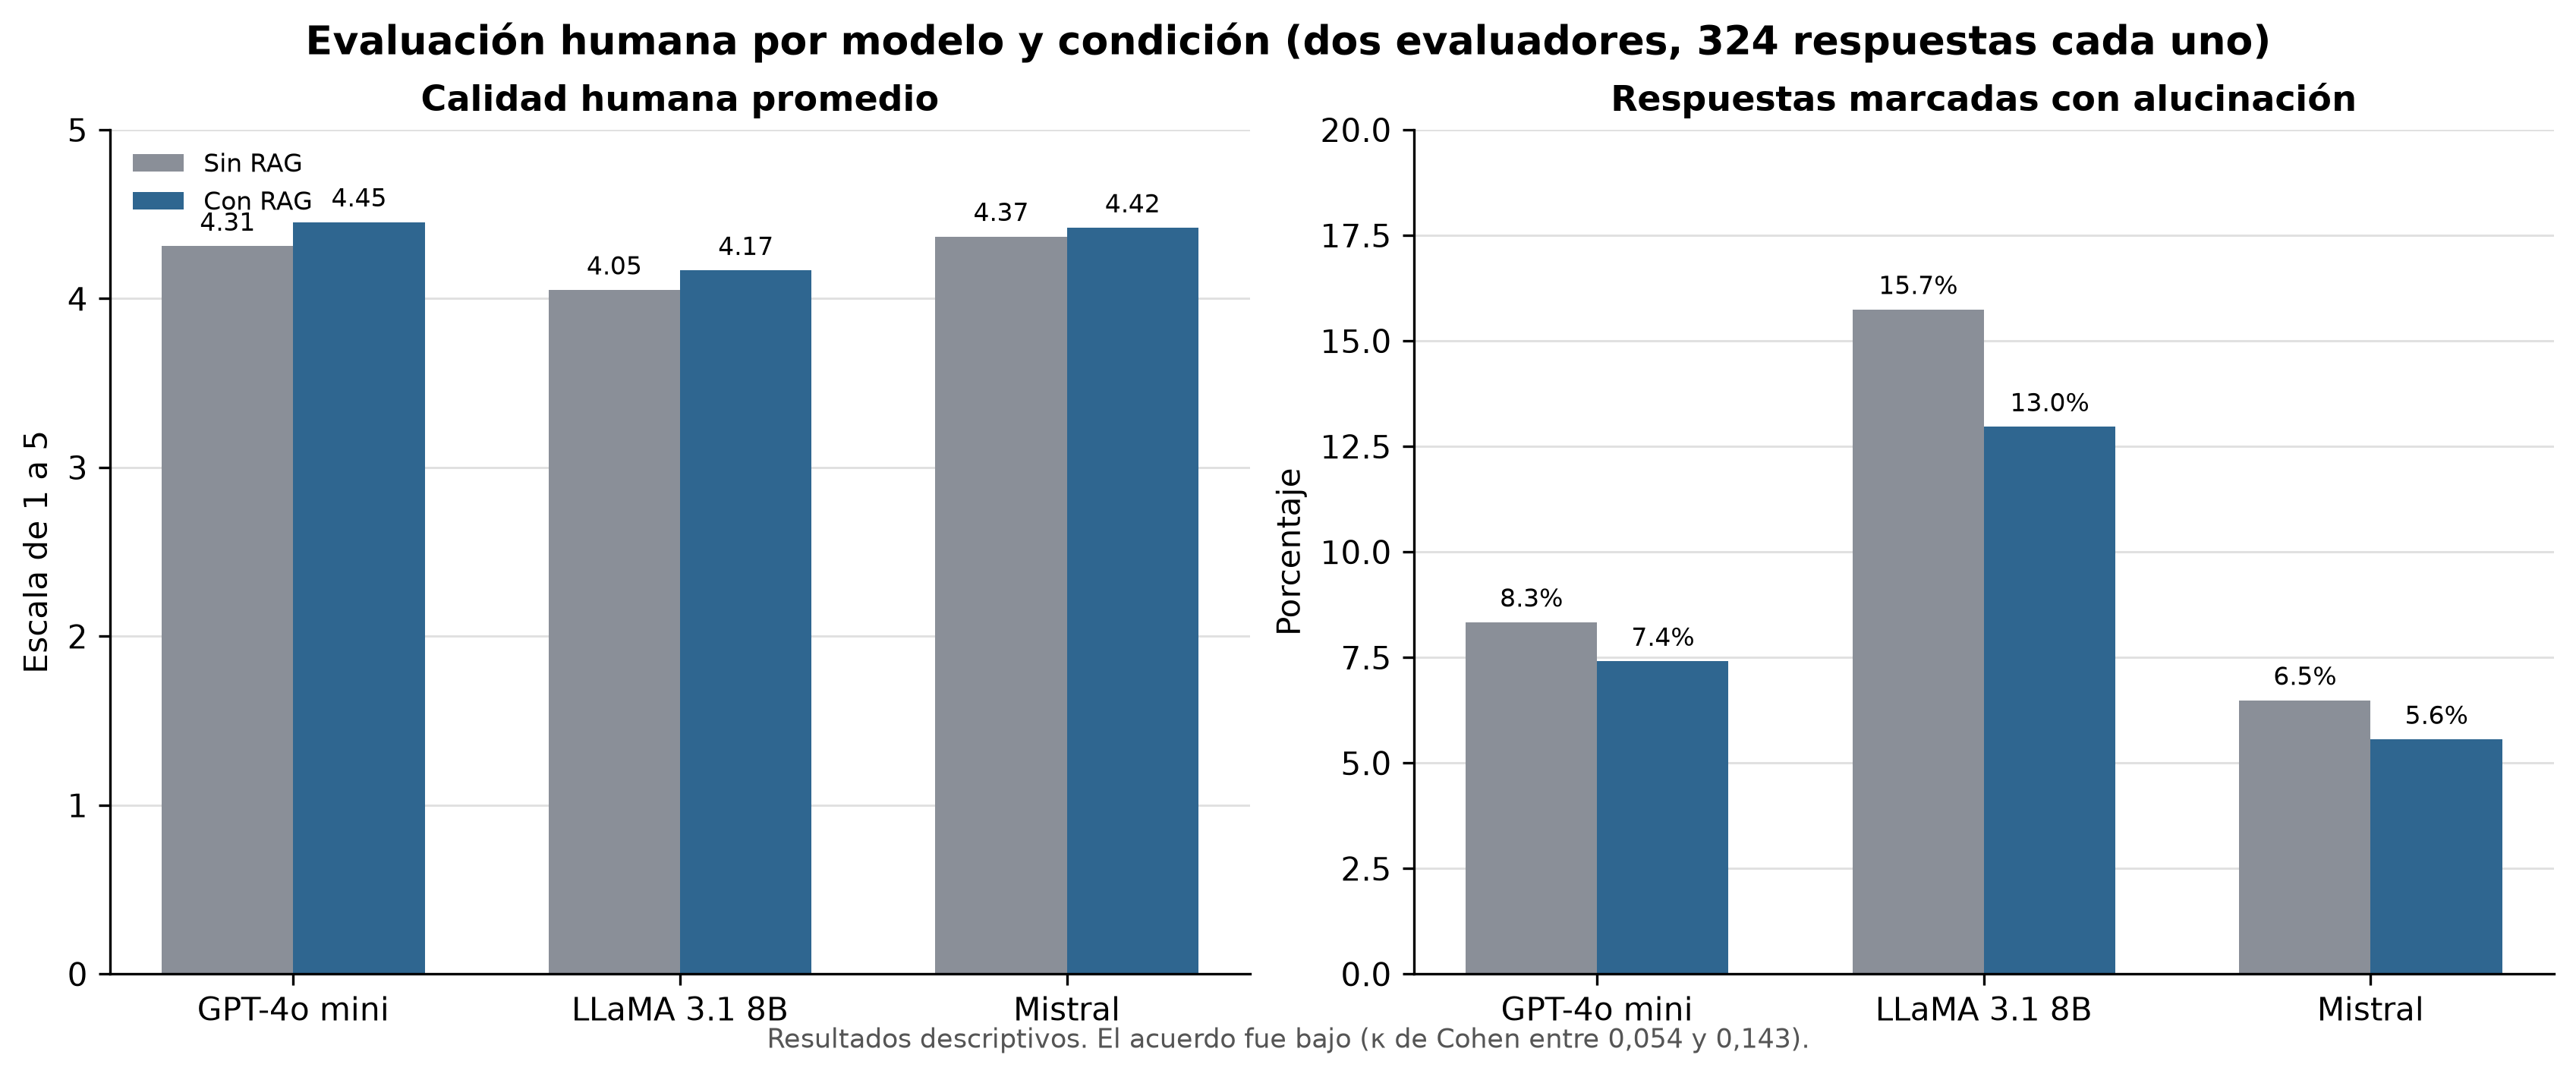 Evaluación humana por modelo y condición (dos evaluadores, 324 respuestas cada uno)
Calidad humana promedio
Escala de 1 a 5
5
4
3
2
1
0
Sin RAG
Con RAG
4.31
4.45
4.05
4.17
4.37
4.42
GPT-4o mini
LLaMA 3.1 8B
Mistral
Respuestas marcadas con alucinación
Porcentaje
20.0
17.5
15.0
12.5
10.0
7.5
5.0
2.5
0.0
8.3%
7.4%
15.7%
13.0%
6.5%
5.6%
GPT-4o mini
LLaMA 3.1 8B
Mistral
Resultados descriptivos. El acuerdo fue bajo (κ de Cohen entre 0,054 y 0,143).